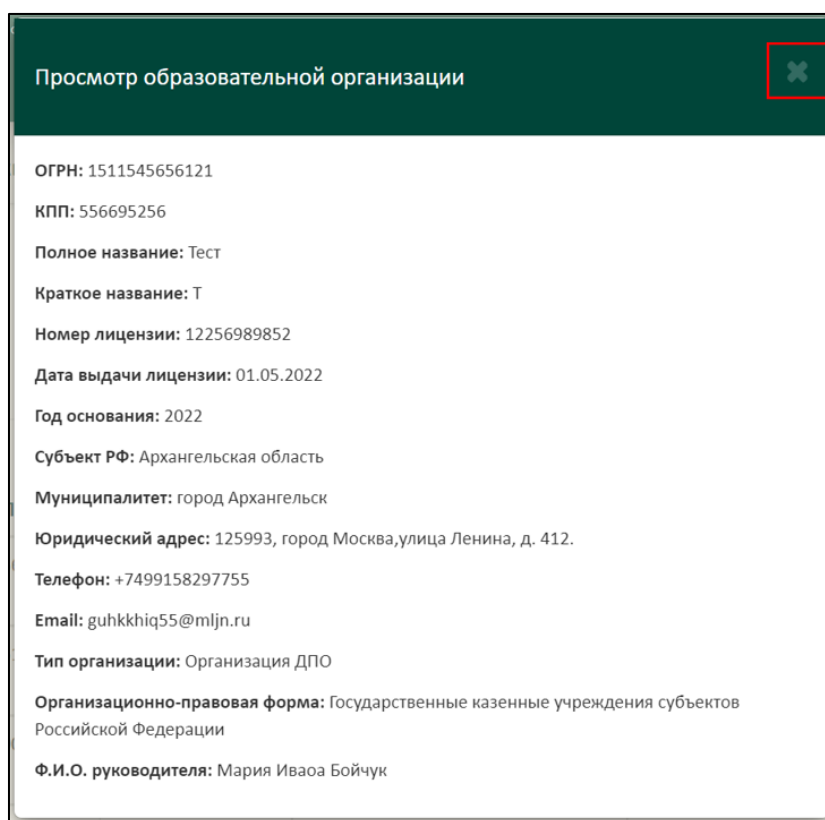 Просмотр образовательной организации
ОГРН: 1511545656121
КПП: 556695256
Полное название: Тест
Краткое название: Т
Номер лицензии: 12256989852
Дата выдачи лицензии: 01.05.2022
Год основания: 2022
Субъект РФ: Архангельская область
Муниципалитет: город Архангельск
Юридический адрес: 125993, город Москва,улица Ленина, д. 412.
Телефон: +7499158297755
Email: guhkkhiq55@mljn.ru
Тип организации: Организация ДПО
Организационно-правовая форма: Государственные казенные учреждения субъектов
Российской Федерации
Ф.И.О. руководителя: Мария Иваоа Бойчук